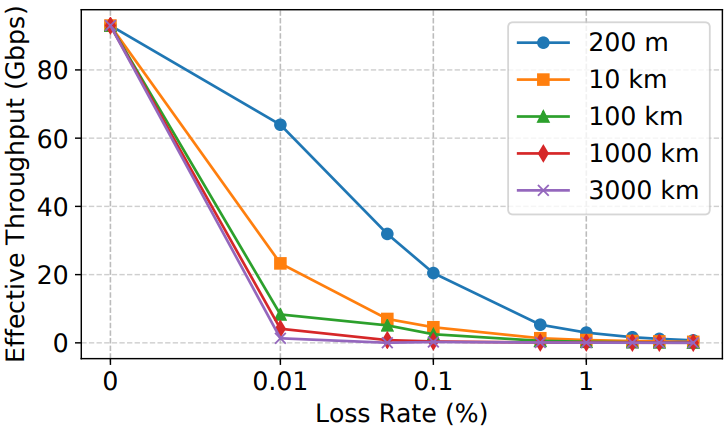 Effective Throughput (Gbps)
80
60
40
20
0
200 m
10 km
100 km
1000 km
3000 km
0 0.01 0.1 1
Loss Rate (%)